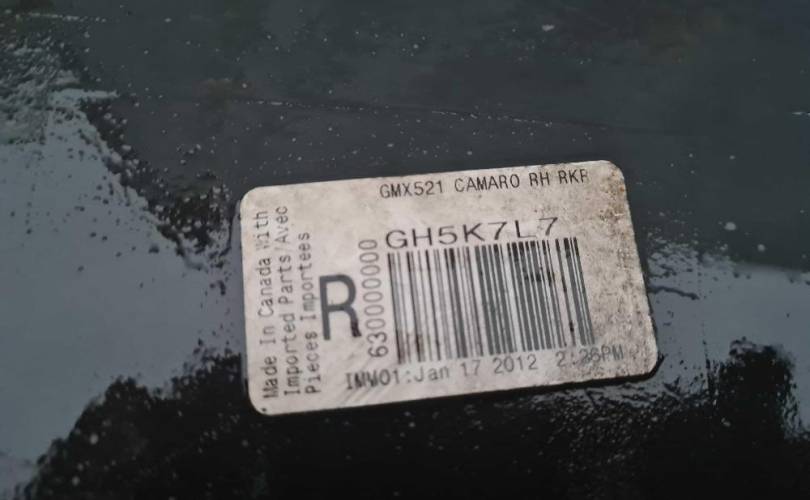 GMX521 CAMARO RH RKR
GH5K7L7
Made In Canada With
Imported Parts/Avec
Pieces Importees
R
630000000
IMM01:Jan 17 2012 2:26PM